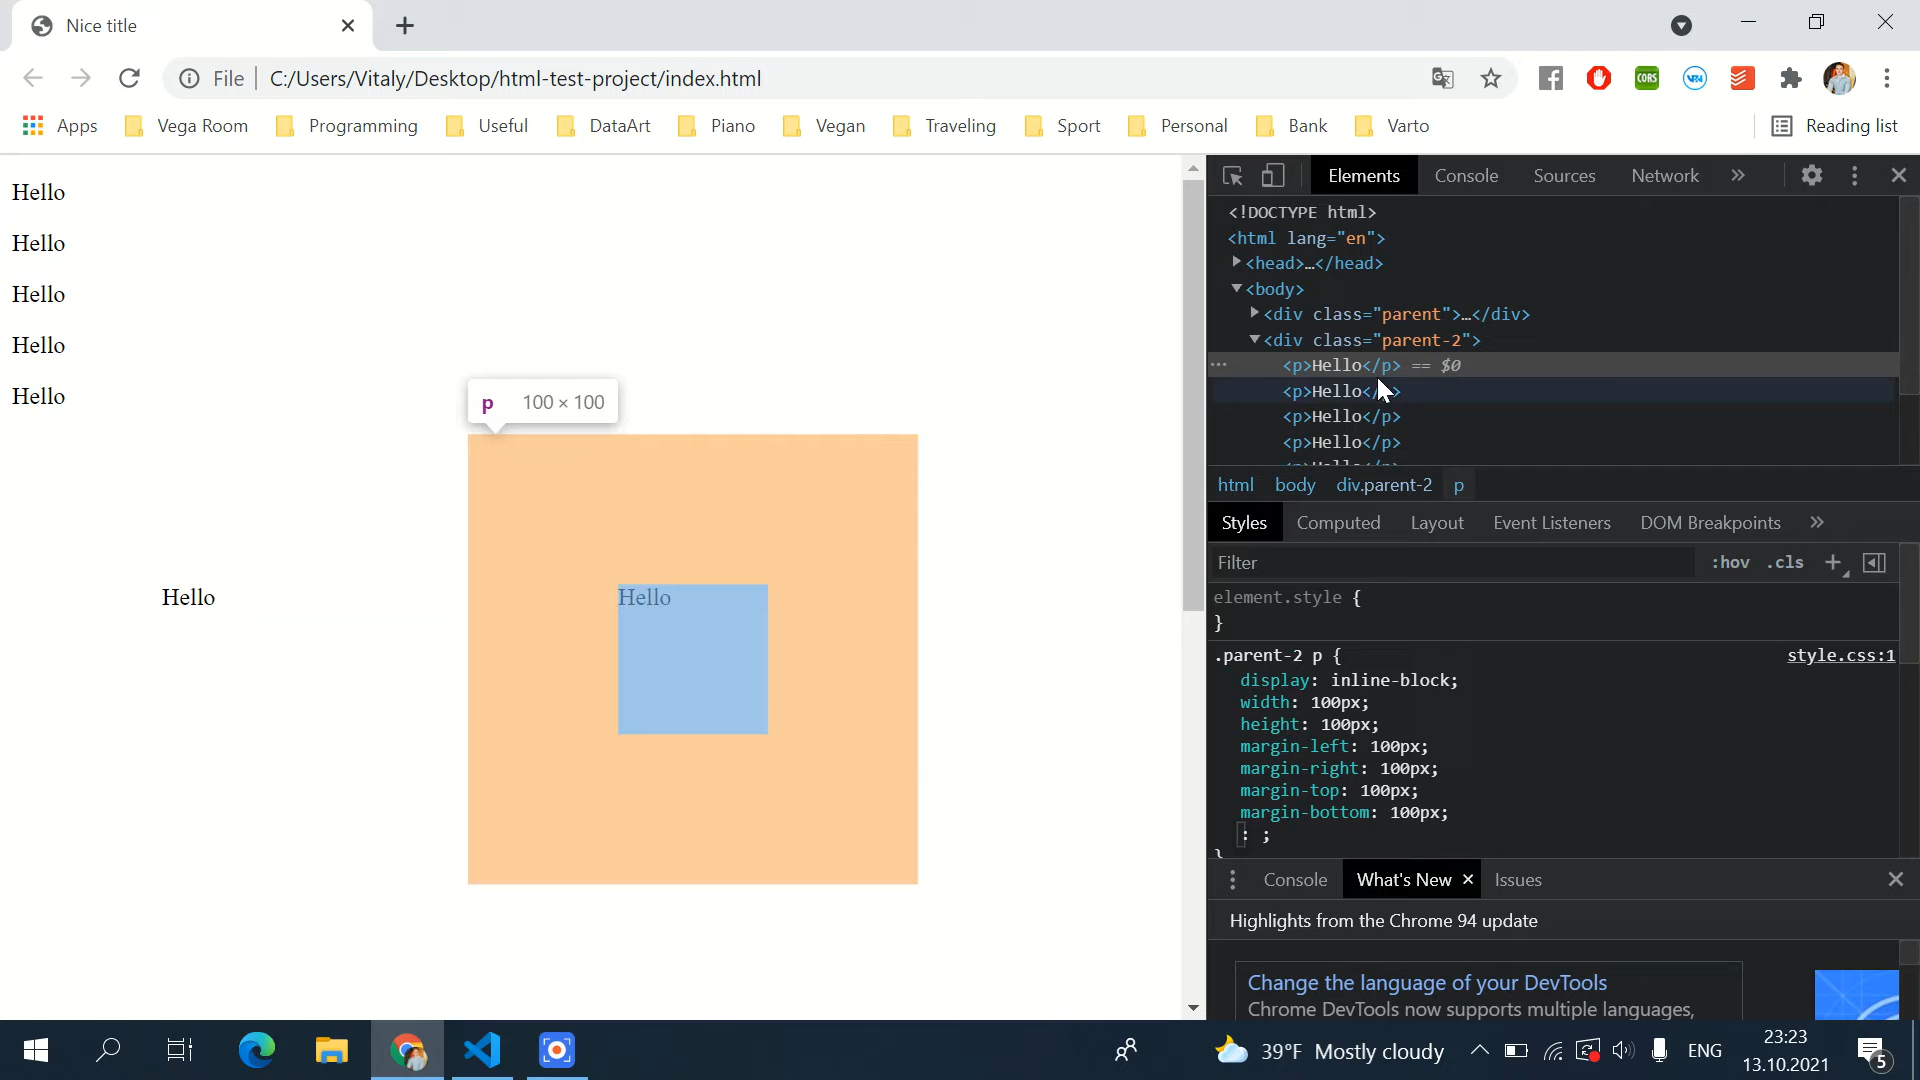 Nice title
File C:/Users/Vitaly/Desktop/html-test-project/index.html
CORS
Apps Vega Room Programming Useful DataArt Piano Vegan Traveling Sport Personal Bank Varto Reading list
Hello
Hello
Hello
Hello
Hello
p 100 × 100
Hello
Hello
Elements Console Sources Network
<!DOCTYPE html>
<html lang="en">
<head>…</head>
<body>
<div class="parent">…</div>
<div class="parent-2">
<p>Hello</p> == $0
<p>Hello</p>
<p>Hello</p>
<p>Hello</p>
<p>Hello</p>
html body div.parent-2 p
Styles Computed Layout Event Listeners DOM Breakpoints
Filter :hov .cls
element.style {
}
.parent-2 p { style.css:1
display: inline-block;
width: 100px;
height: 100px;
margin-left: 100px;
margin-right: 100px;
margin-top: 100px;
margin-bottom: 100px;
: ;
}
Console What's New Issues
Highlights from the Chrome 94 update
Change the language of your DevTools
Chrome DevTools now supports multiple languages,
39°F Mostly cloudy ENG 23:23 5
13.10.2021